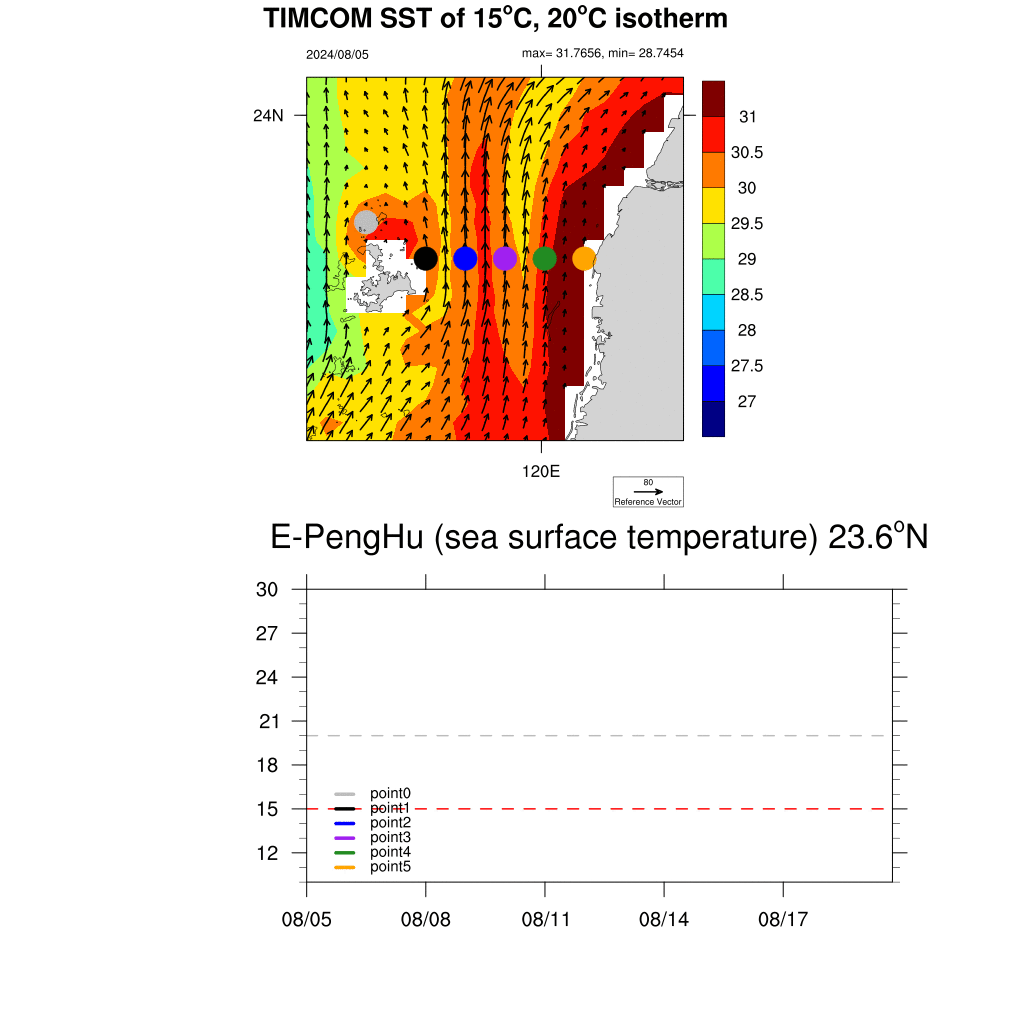 TIMCOM SST of 15°C, 20°C isotherm
2024/08/05 max= 31.7656, min= 28.7454
24N
31
30.5
30
29.5
29
28.5
28
27.5
27
120E
80
Reference Vector
E-PengHu (sea surface temperature) 23.6°N
30
27
24
21
18
15
12
point0
point1
point2
point3
point4
point5
08/05 08/08 08/11 08/14 08/17